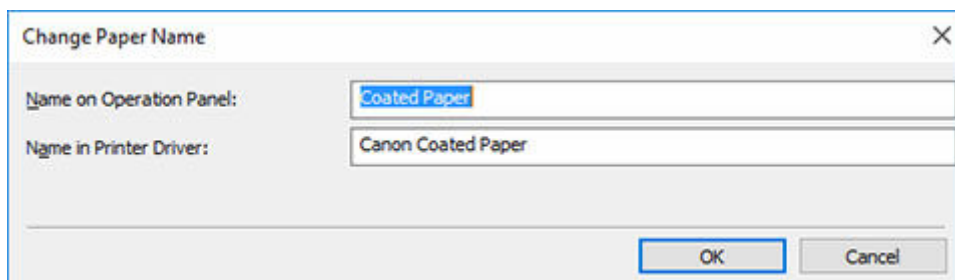 Change Paper Name
Name on Operation Panel: Coated Paper
Name in Printer Driver: Canon Coated Paper
OK Cancel